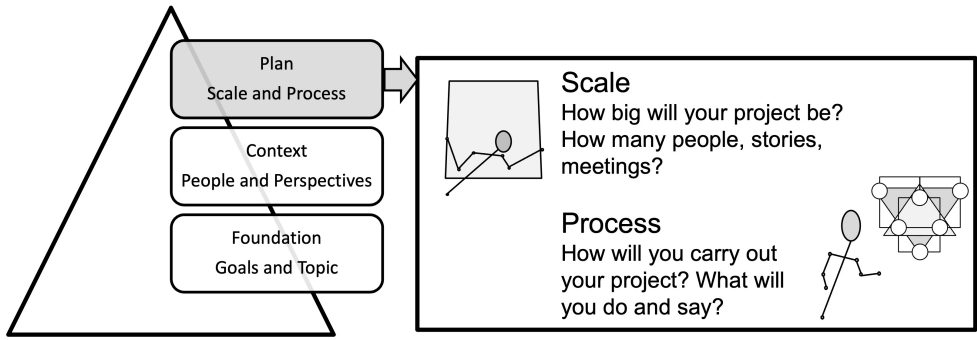 Plan
Scale and Process
Context
People and Perspectives
Foundation
Goals and Topic
Scale
How big will your project be?
How many people, stories,
meetings?
Process
How will you carry out
your project? What will
you do and say?